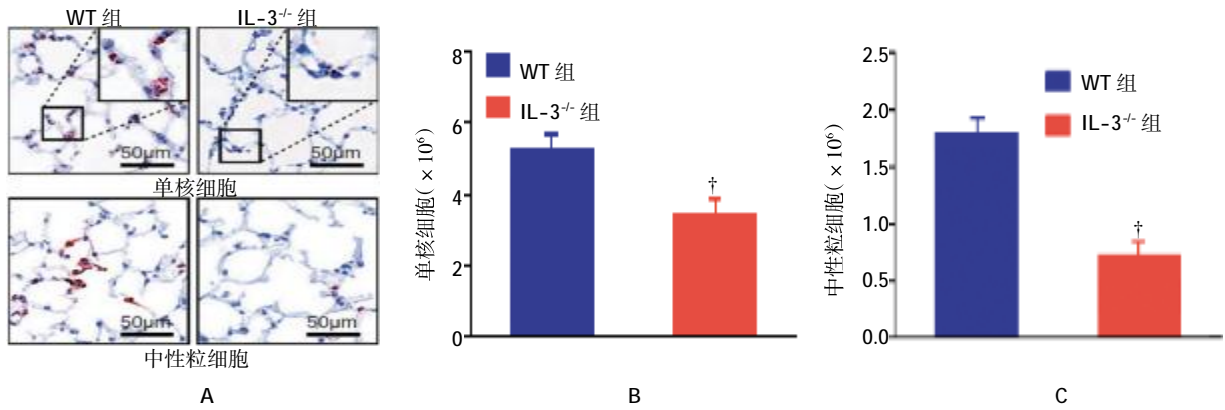 WT 组
IL-3-/- 组
50μm
50μm
单核细胞
50μm
50μm
中性粒细胞
A
单核细胞(×10⁶)
8
6
4
2
0
WT 组
IL-3-/- 组
†
B
中性粒细胞(×10⁶)
2.5
2.0
1.5
1.0
0.5
0.0
WT 组
IL-3-/- 组
†
C